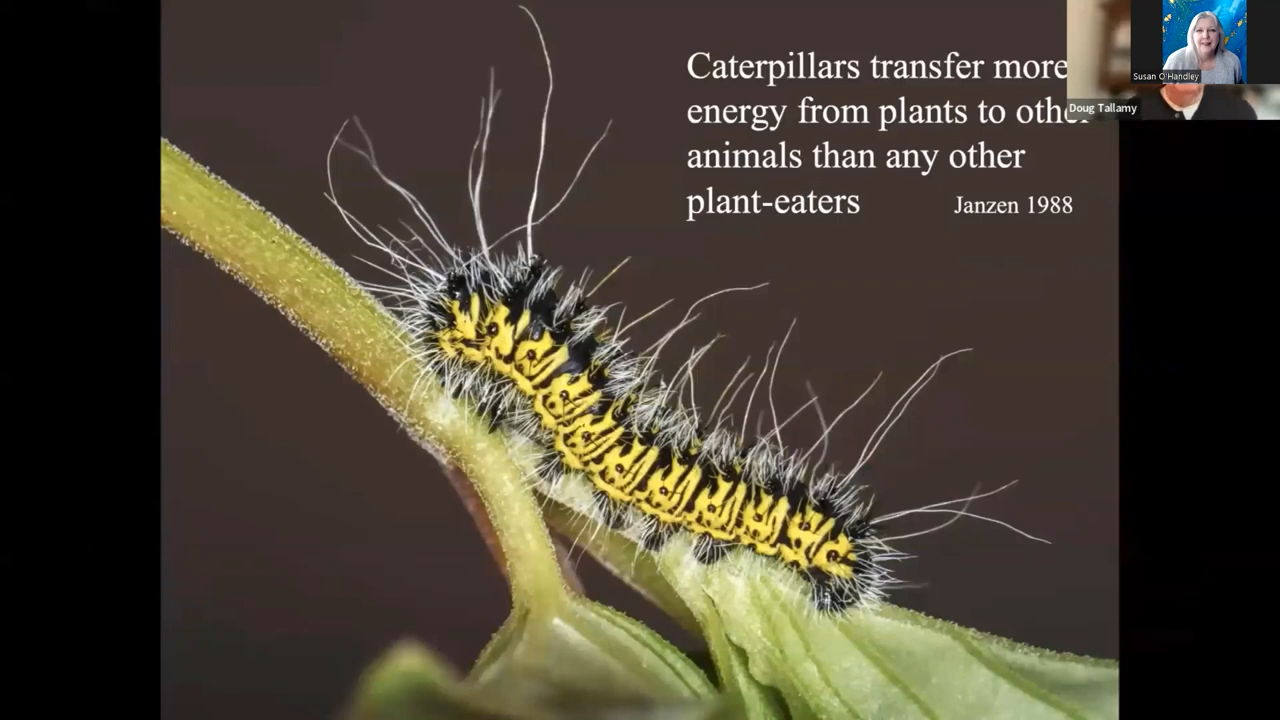 Caterpillars transfer more
energy from plants to other
animals than any other
plant-eaters Janzen 1988
Susan O'Handley
Doug Tallamy